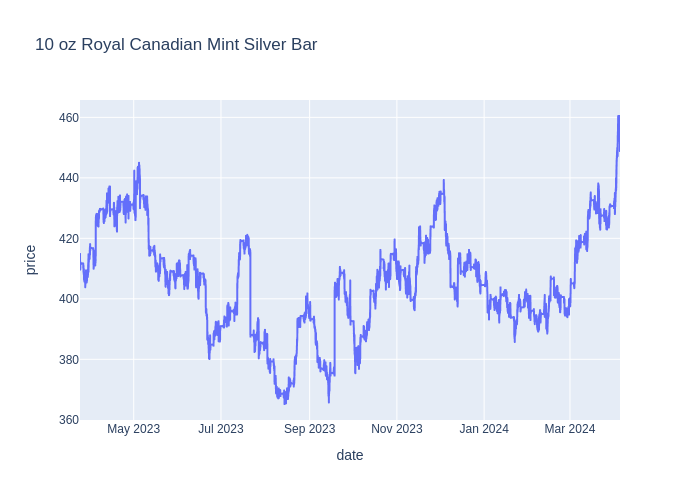 10 oz Royal Canadian Mint Silver Bar
460
440
420
400
380
360
price
May 2023 Jul 2023 Sep 2023 Nov 2023 Jan 2024 Mar 2024
date